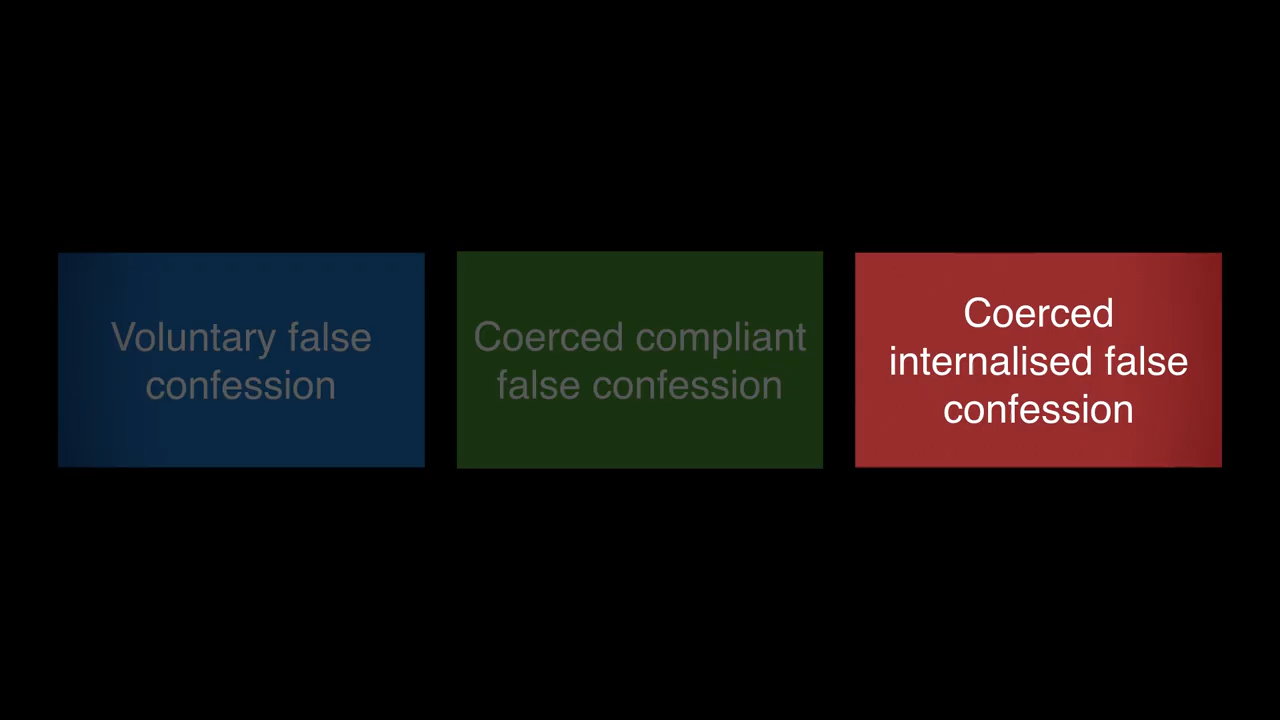 Voluntary false
confession
Coerced compliant
false confession
Coerced
internalised false
confession